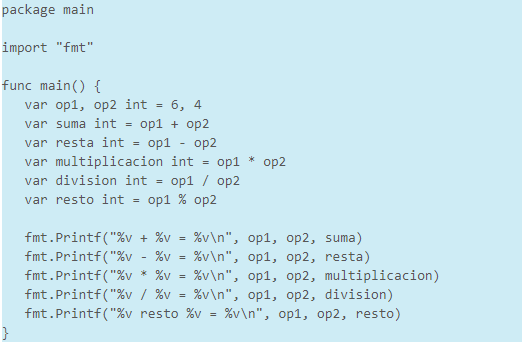 package main
import "fmt"
func main() {
var op1, op2 int = 6, 4
var suma int = op1 + op2
var resta int = op1 - op2
var multiplicacion int = op1 * op2
var division int = op1 / op2
var resto int = op1 % op2
fmt.Printf("%v + %v = %v\n", op1, op2, suma)
fmt.Printf("%v - %v = %v\n", op1, op2, resta)
fmt.Printf("%v * %v = %v\n", op1, op2, multiplicacion)
fmt.Printf("%v / %v = %v\n", op1, op2, division)
fmt.Printf("%v resto %v = %v\n", op1, op2, resto)
}